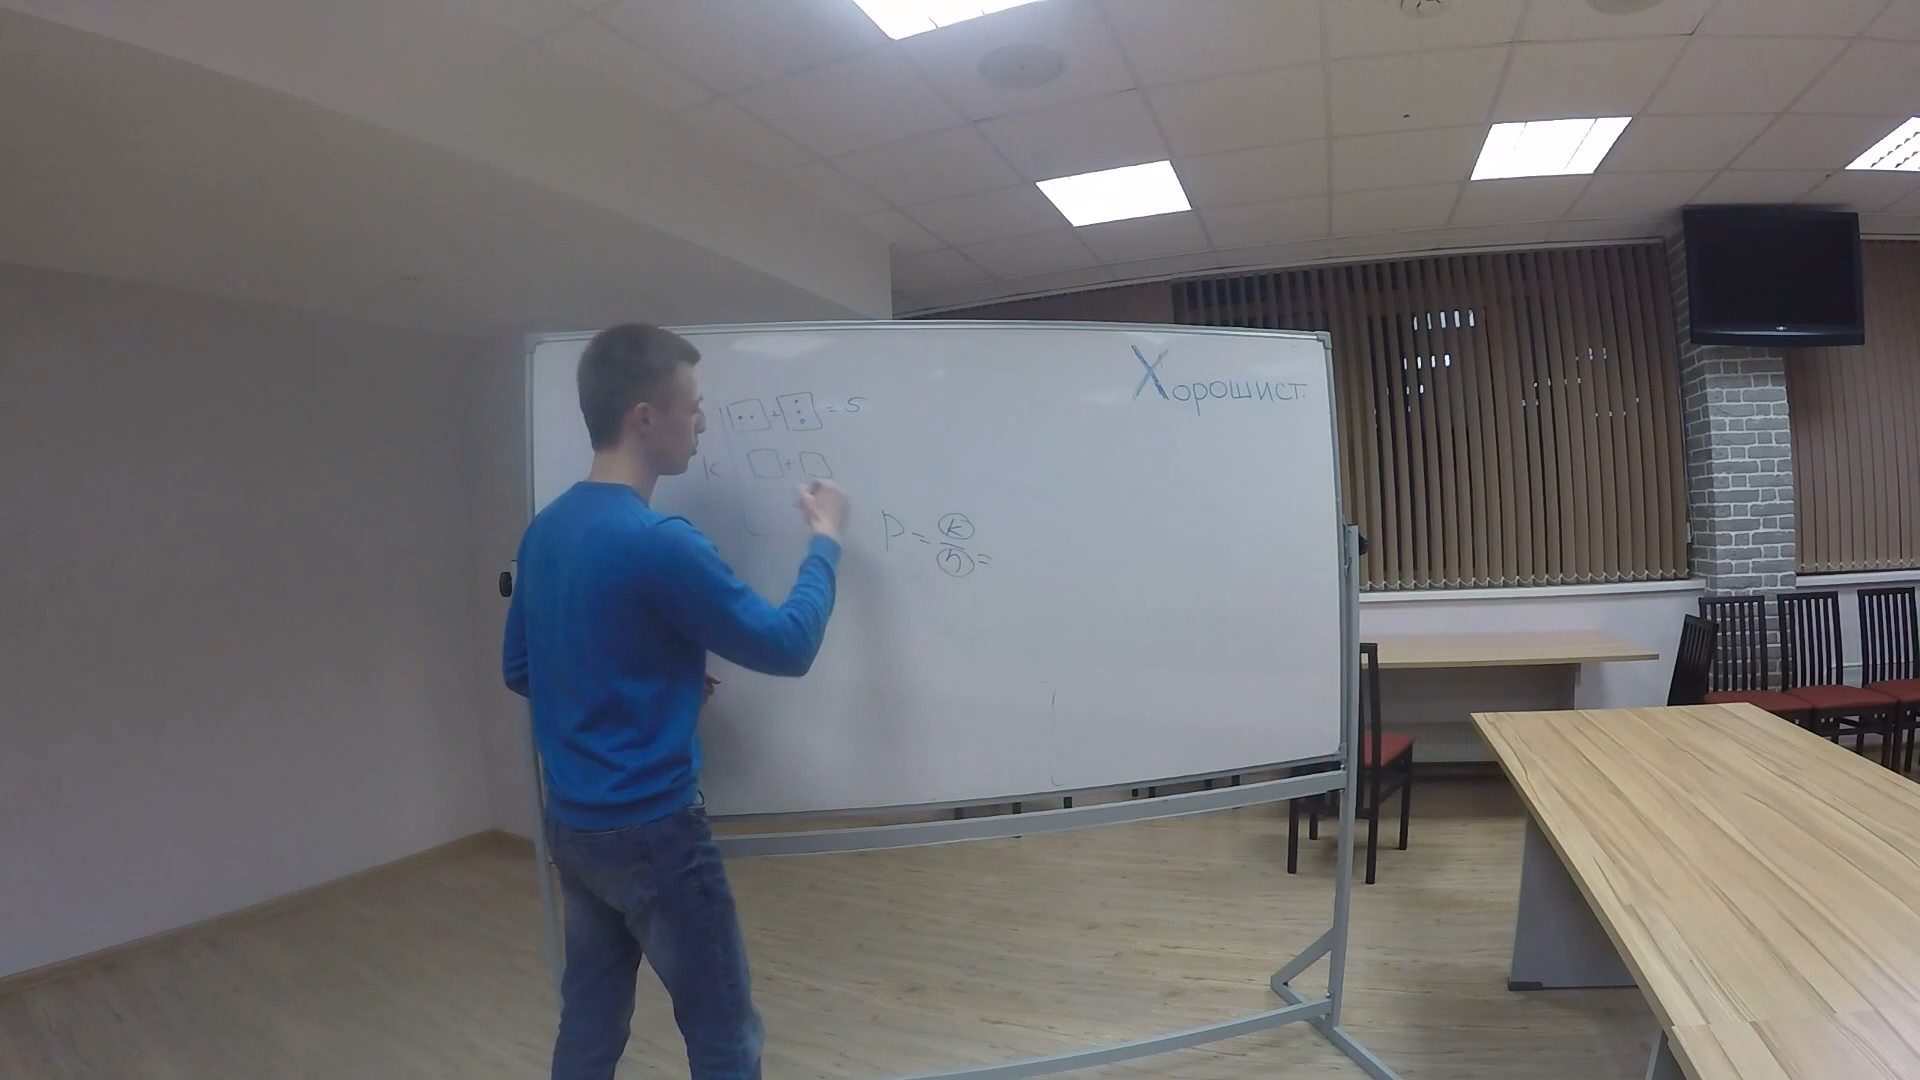 Хорошист
+ = 5
K +
P = K/n =